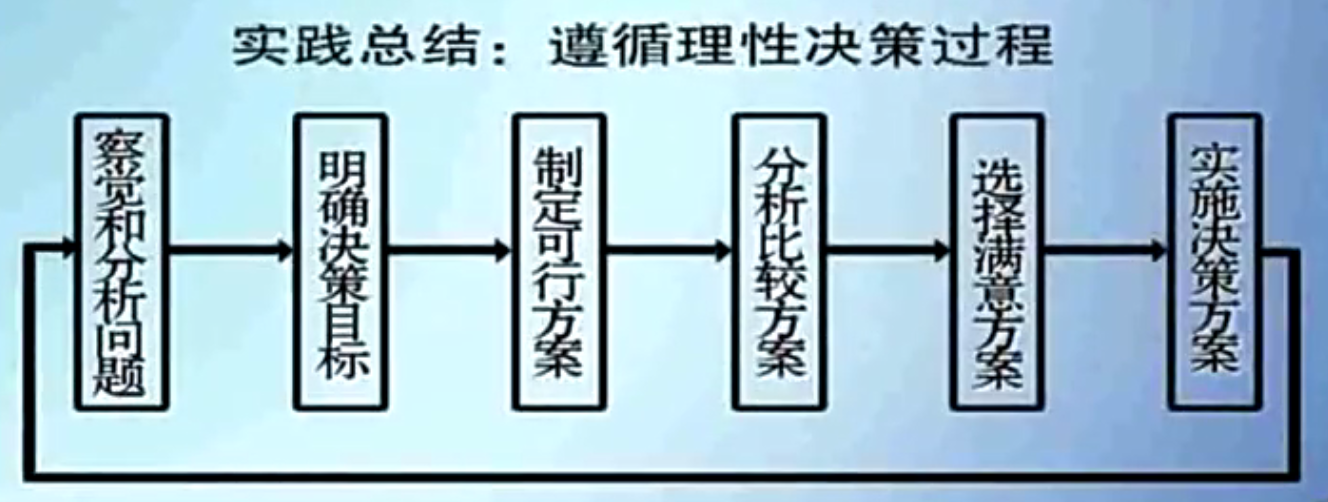 实践总结：遵循理性决策过程
察觉和分析问题
明确决策目标
制定可行方案
分析比较方案
选择满意方案
实施决策方案